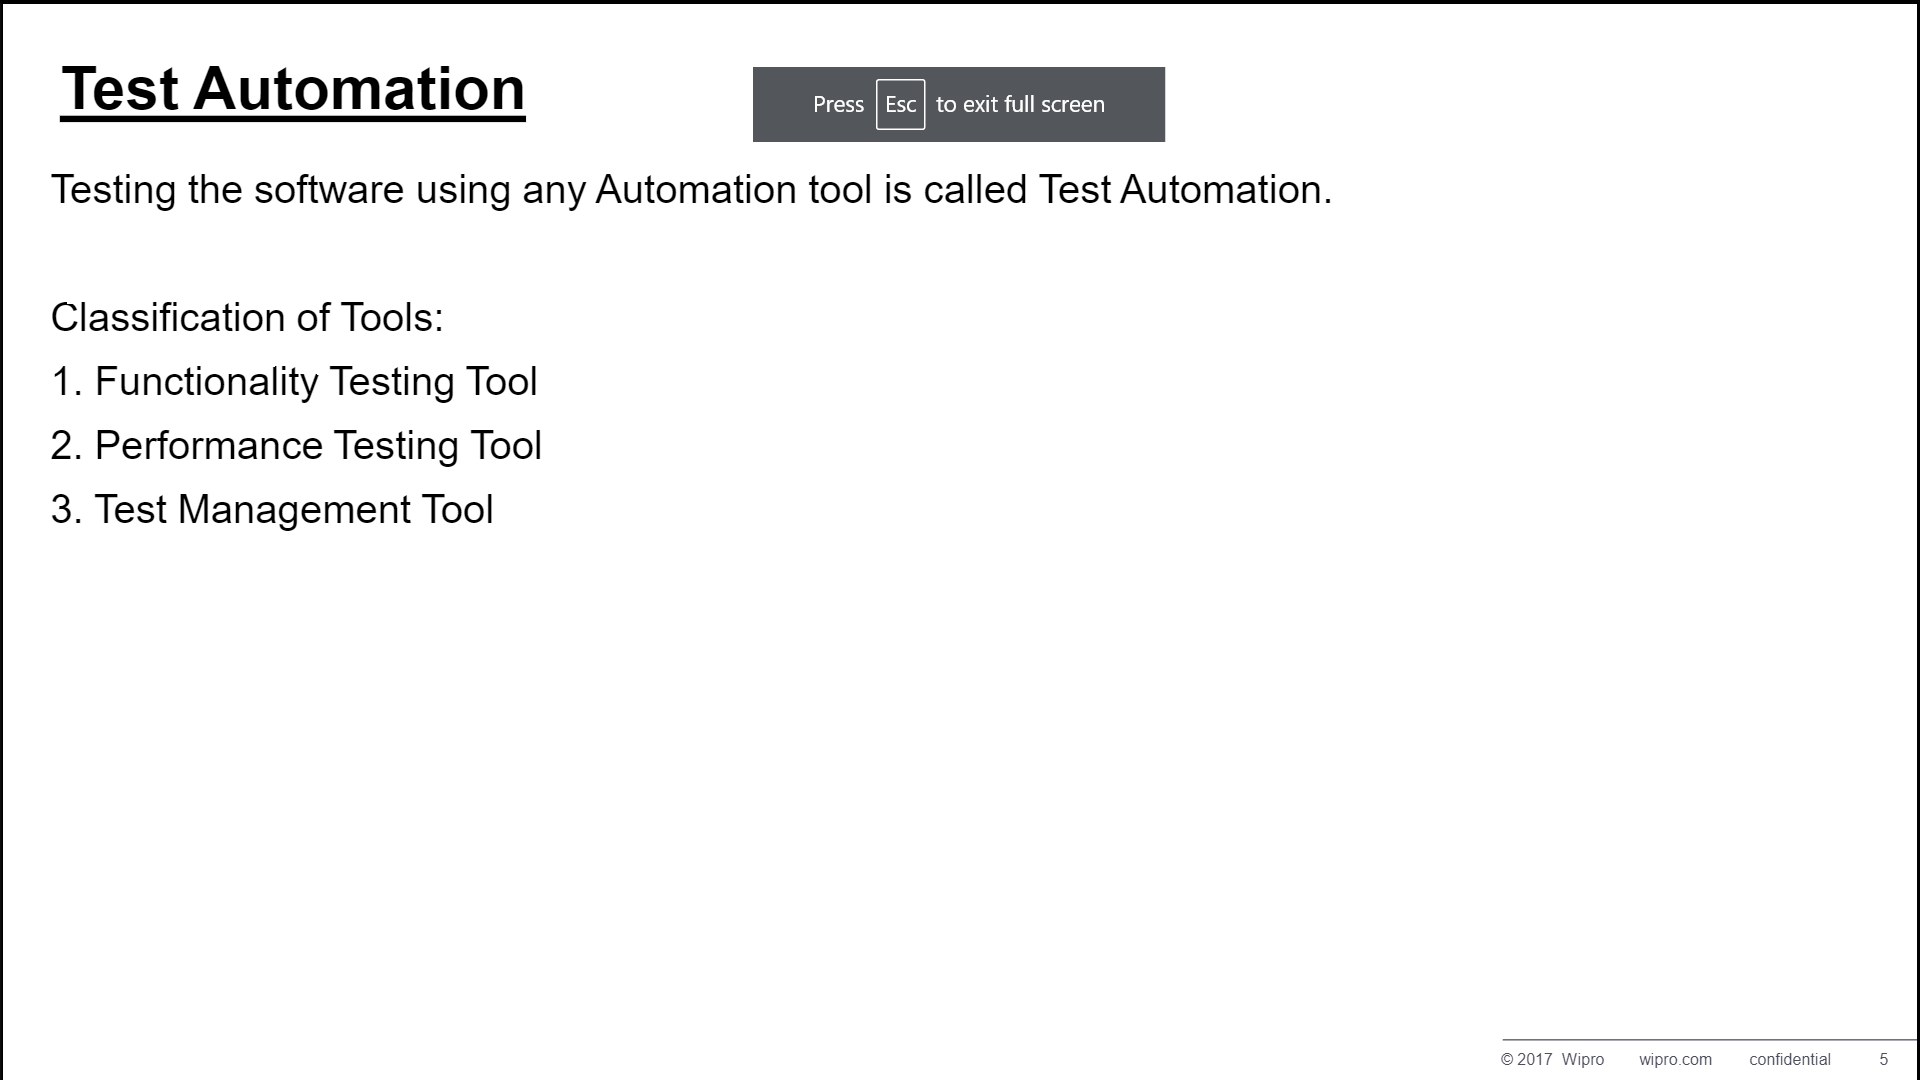 Test Automation
Press Esc to exit full screen
Testing the software using any Automation tool is called Test Automation.
Classification of Tools:
1. Functionality Testing Tool
2. Performance Testing Tool
3. Test Management Tool
© 2017 Wipro wipro.com confidential 5